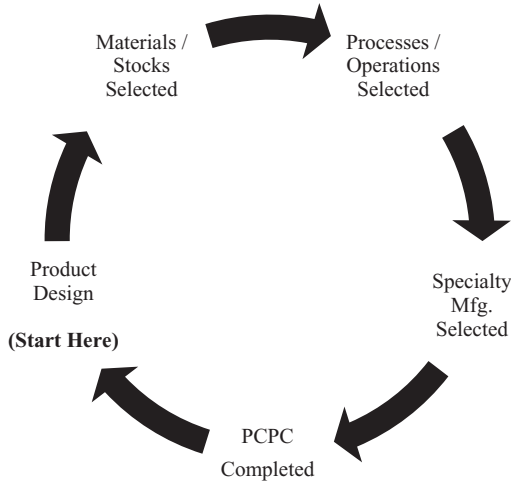 Materials /
Stocks
Selected
Processes /
Operations
Selected
Specialty
Mfg.
Selected
PCPC
Completed
Product
Design
(Start Here)